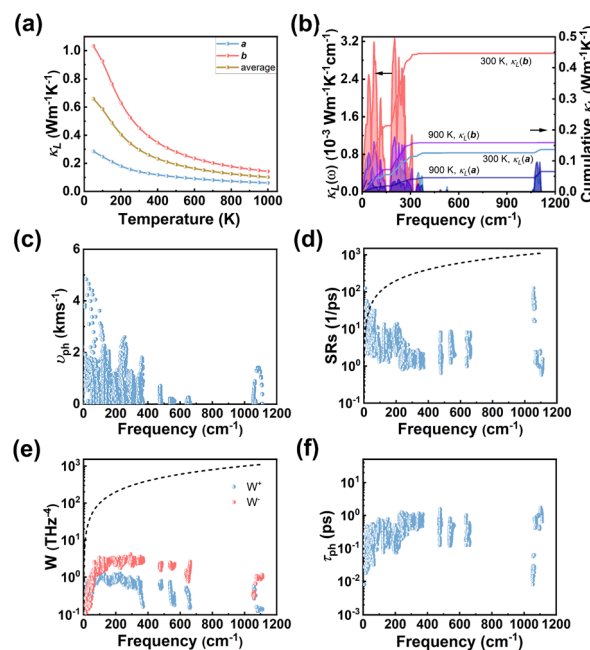 (a)
κL (Wm-1K-1)
1.0
0.8
0.6
0.4
0.2
0.0
a
b
average
0 200 400 600 800 1000
Temperature (K)
(b)
κL(ω) (10-3 Wm-1K-1cm1)
3.2
2.4
1.6
0.8
0.0
300 K, κL(b)
900 K, κL(b)
300 K, κL(a)
900 K, κL(a)
0.5
0.4
0.3
0.2
0.1
0.0
Cumulative κL (Wm-1K-1)
0 300 600 900 1200
Frequency (cm-1)
(c)
υph (kms-1)
6
4
2
0
0 200 400 600 800 1000 1200
Frequency (cm-1)
(d)
SRs (1/ps)
103
102
101
100
10-1
0 200 400 600 800 1000 1200
Frequency (cm-1)
(e)
W (THz-4)
103
102
101
100
10-1
W+
W-
0 200 400 600 800 1000 1200
Frequency (cm-1)
(f)
τph (ps)
101
100
10-1
10-2
10-3
0 200 400 600 800 1000 1200
Frequency (cm-1)